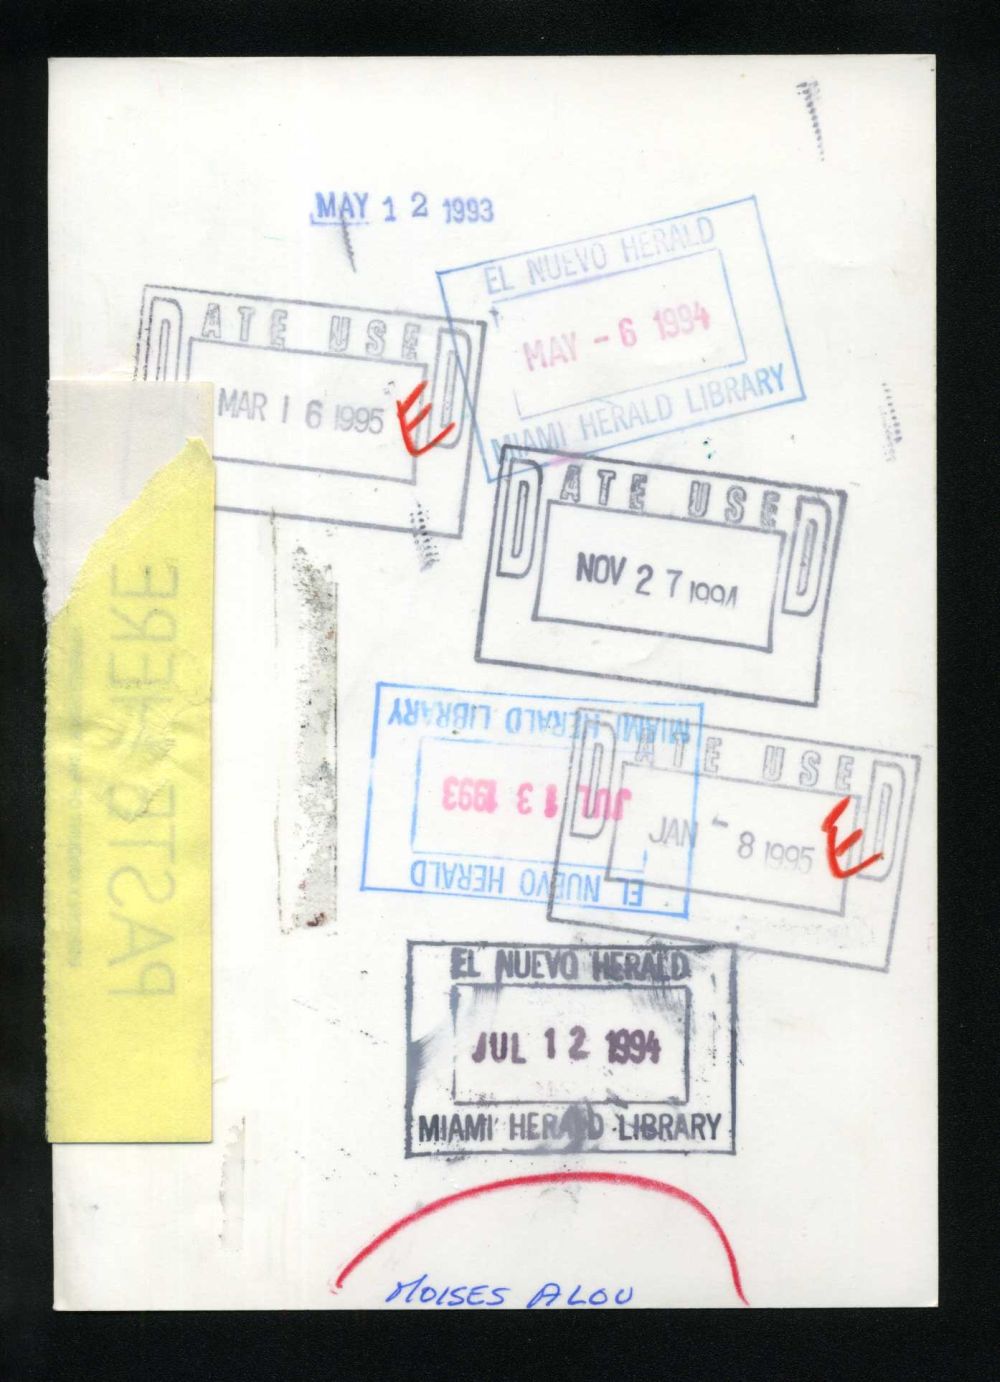 MAY 12 1993
EL NUEVO HERALD
MAY - 6 1994
MIAMI HERALD LIBRARY
DATE USED
MAR 16 1995
E
DATE USED
NOV 27 1994
MIAMI HERALD LIBRARY
JUL 13 1993
EL NUEVO HERALD
DATE USED
JAN - 8 1995
E
EL NUEVO HERALD
JUL 12 1994
MIAMI HERALD LIBRARY
MOISES ALOU
PASTE HERE